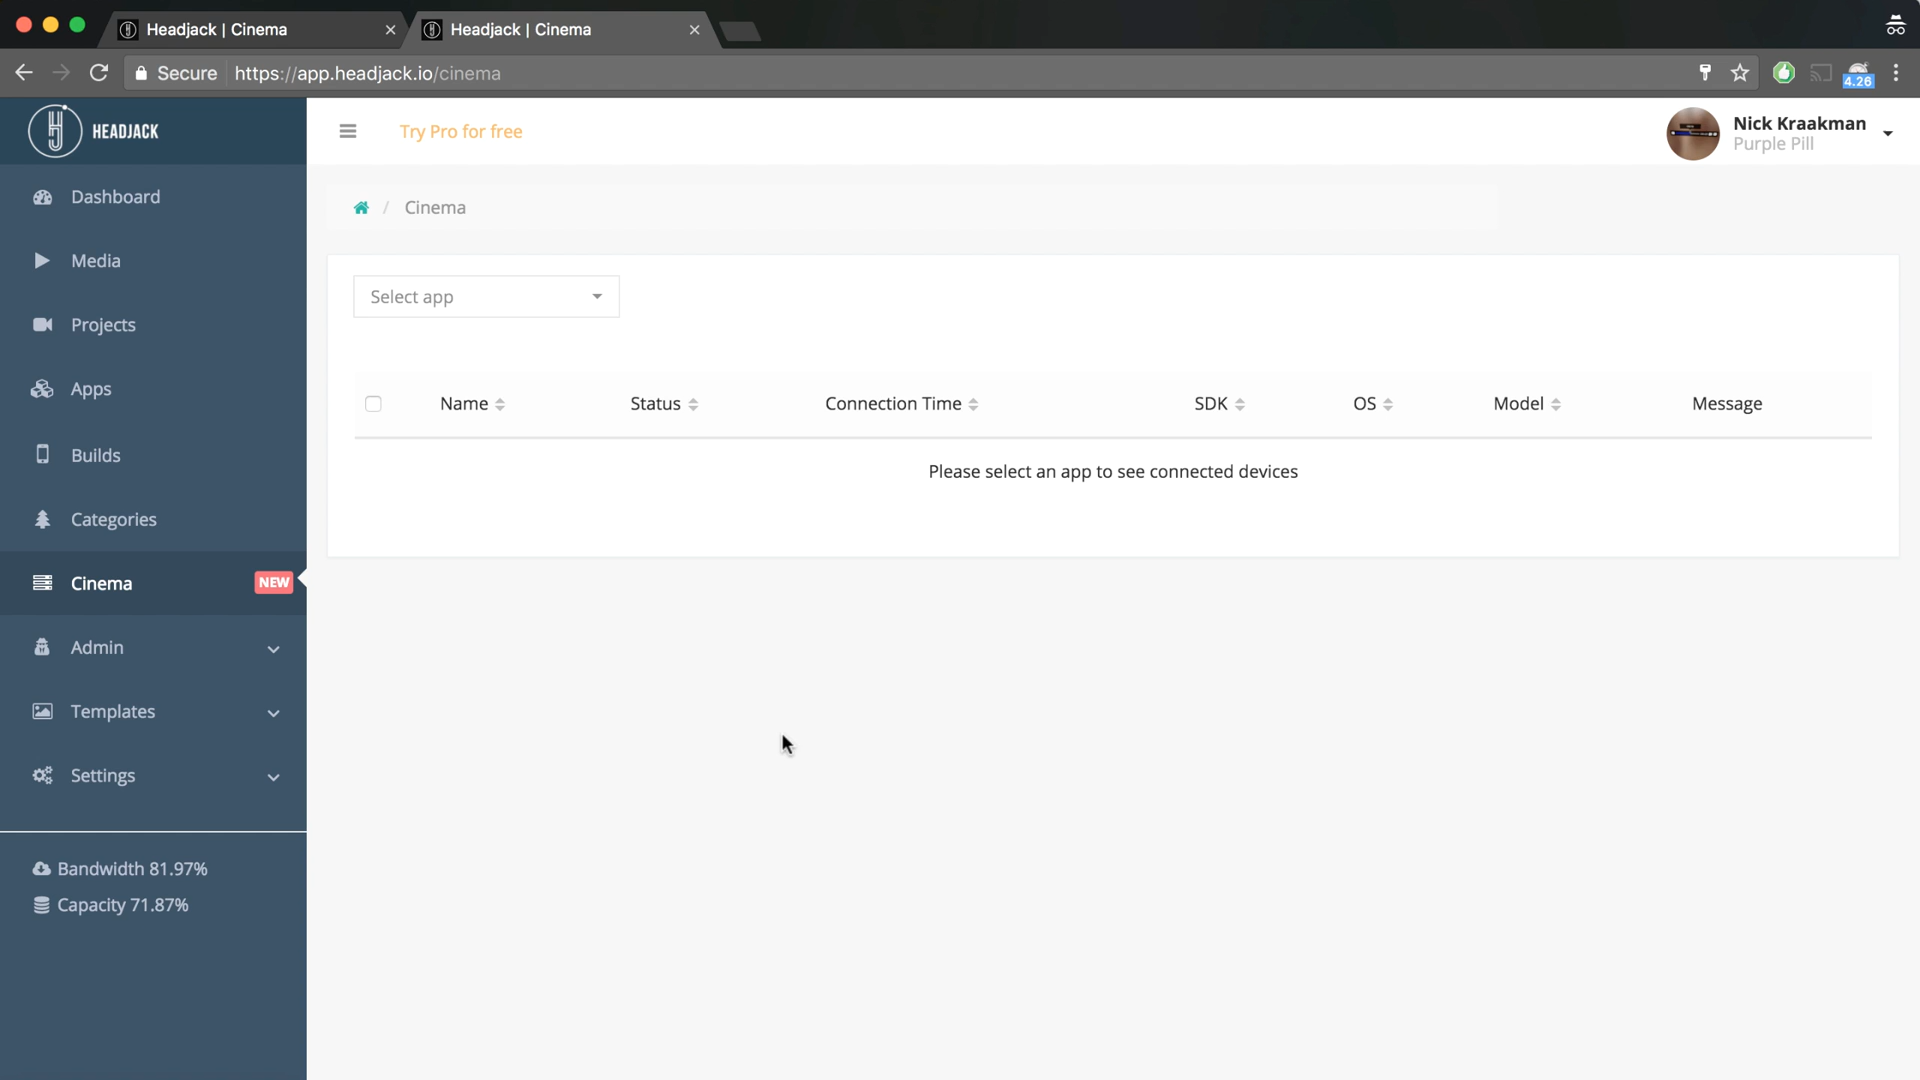 Headjack | Cinema
Headjack | Cinema
Secure https://app.headjack.io/cinema
4.26
HEADJACK
Try Pro for free
Nick Kraakman
Purple Pill
Dashboard
Media
Projects
Apps
Builds
Categories
Cinema NEW
Admin
Templates
Settings
Bandwidth 81.97%
Capacity 71.87%
/ Cinema
Select app
Name Status Connection Time SDK OS Model Message
Please select an app to see connected devices